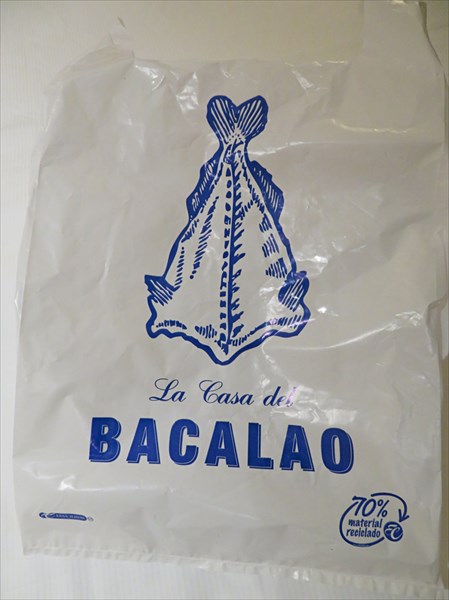 La Casa del
BACALAO
70%
material
reciclado